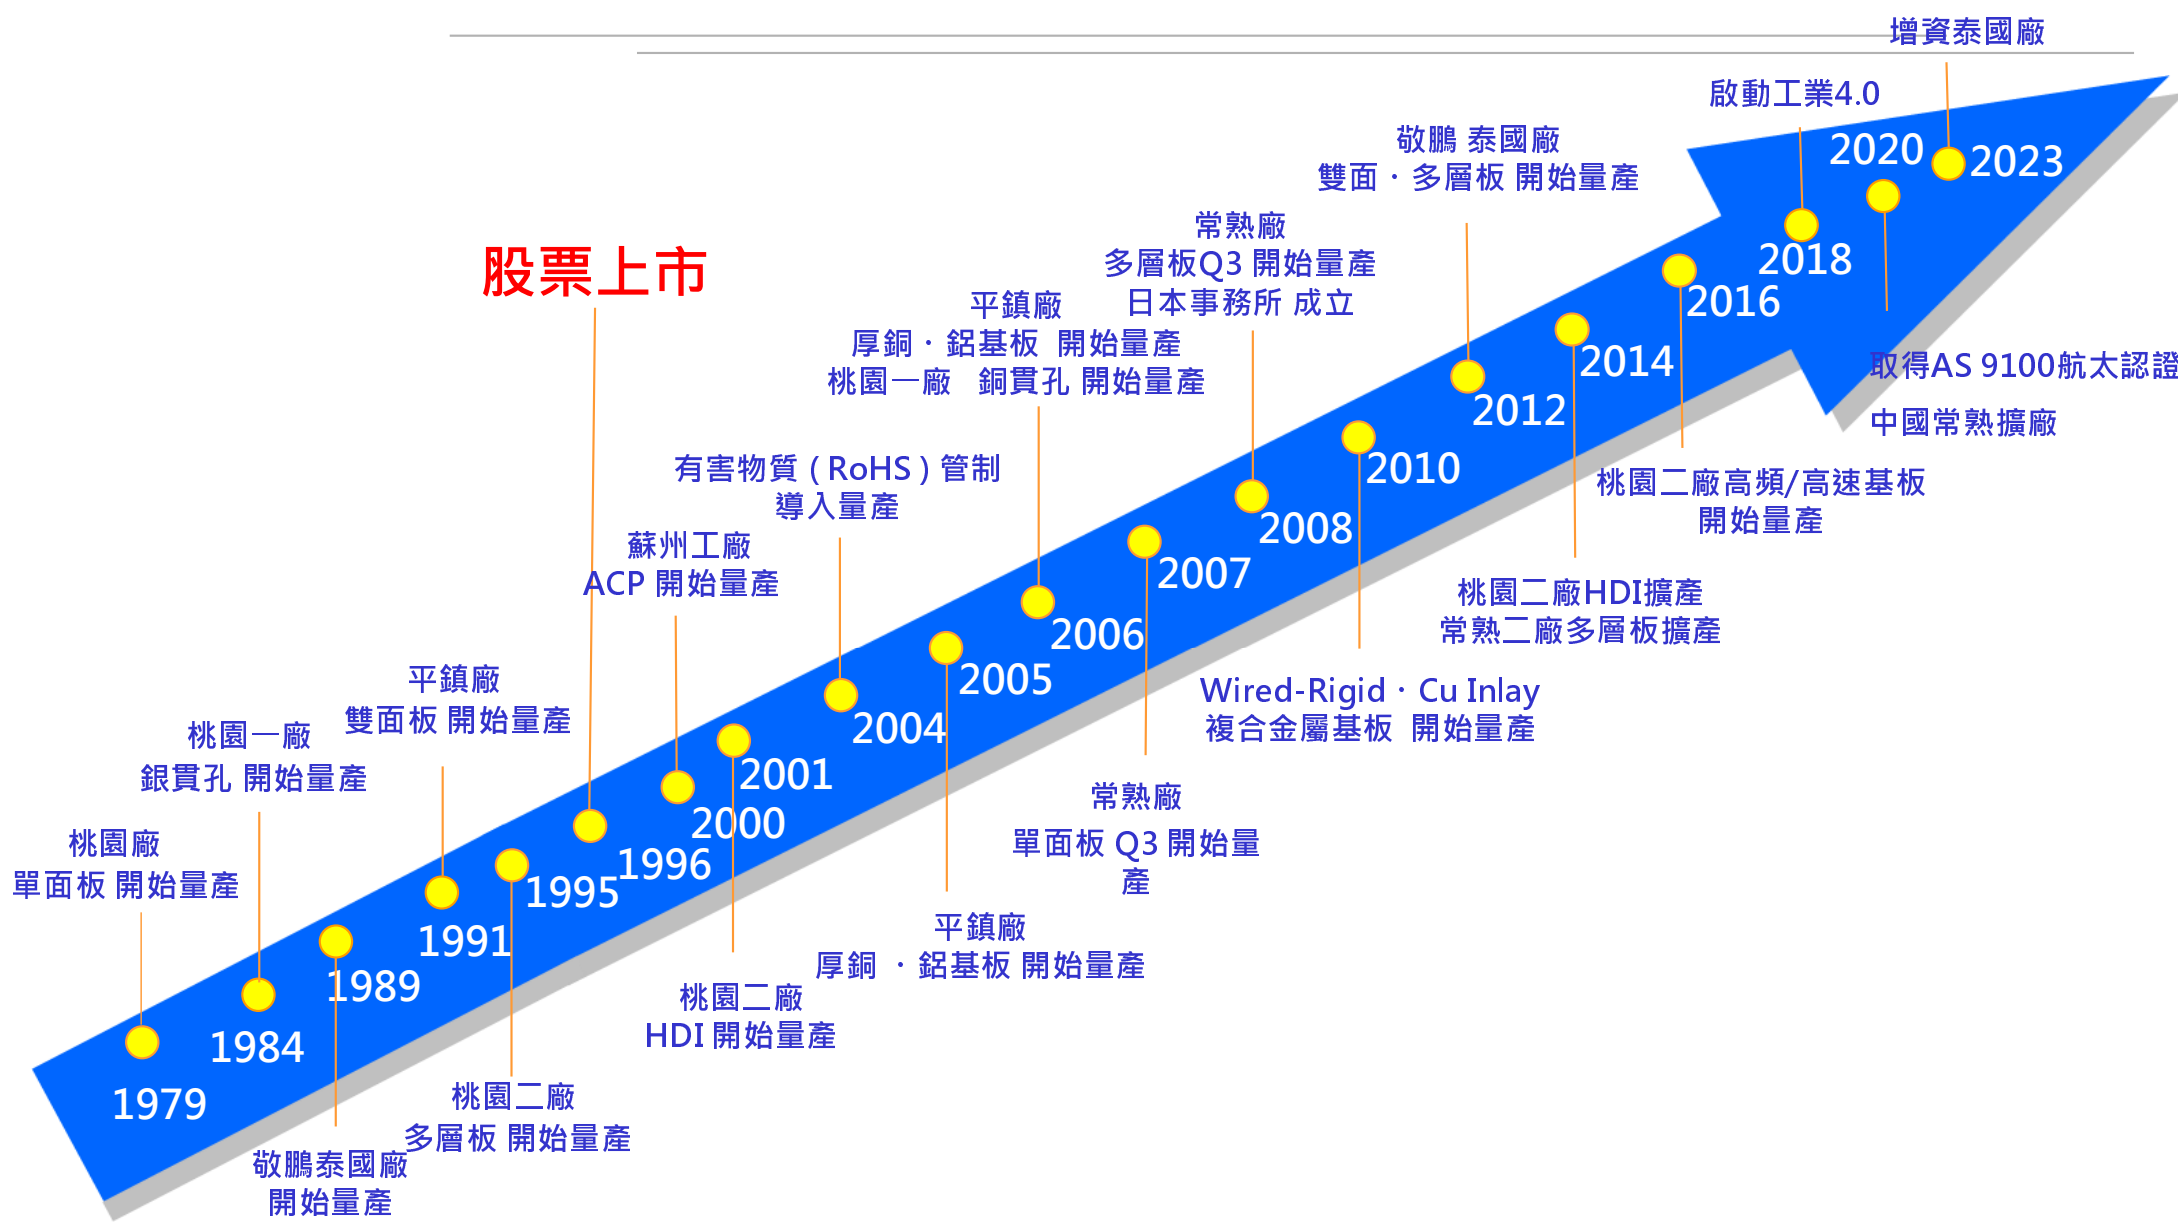 增資泰國廠
啟動工業4.0
2020
2023
敬鵬 泰國廠
雙面．多層板 開始量產
2018
常熟廠
多層板Q3 開始量產
日本事務所 成立
2016
股票上市
平鎮廠
厚銅．鋁基板 開始量產
桃園一廠 銅貫孔 開始量產
2014
取得AS 9100航太認證
中國常熟擴廠
2012
有害物質（RoHS）管制
導入量產
2010
桃園二廠高頻/高速基板
開始量產
2008
蘇州工廠
ACP 開始量產
2007
桃園二廠HDI擴產
常熟二廠多層板擴產
2006
平鎮廠
雙面板 開始量產
2005
Wired-Rigid．Cu Inlay
複合金屬基板 開始量產
桃園一廠
銀貫孔 開始量產
2004
2001
常熟廠
單面板 Q3 開始量
產
2000
桃園廠
單面板 開始量產
1996
1995
平鎮廠
厚銅 ．鋁基板 開始量產
1991
1989
桃園二廠
HDI 開始量產
1984
1979
桃園二廠
多層板 開始量產
敬鵬泰國廠
開始量產